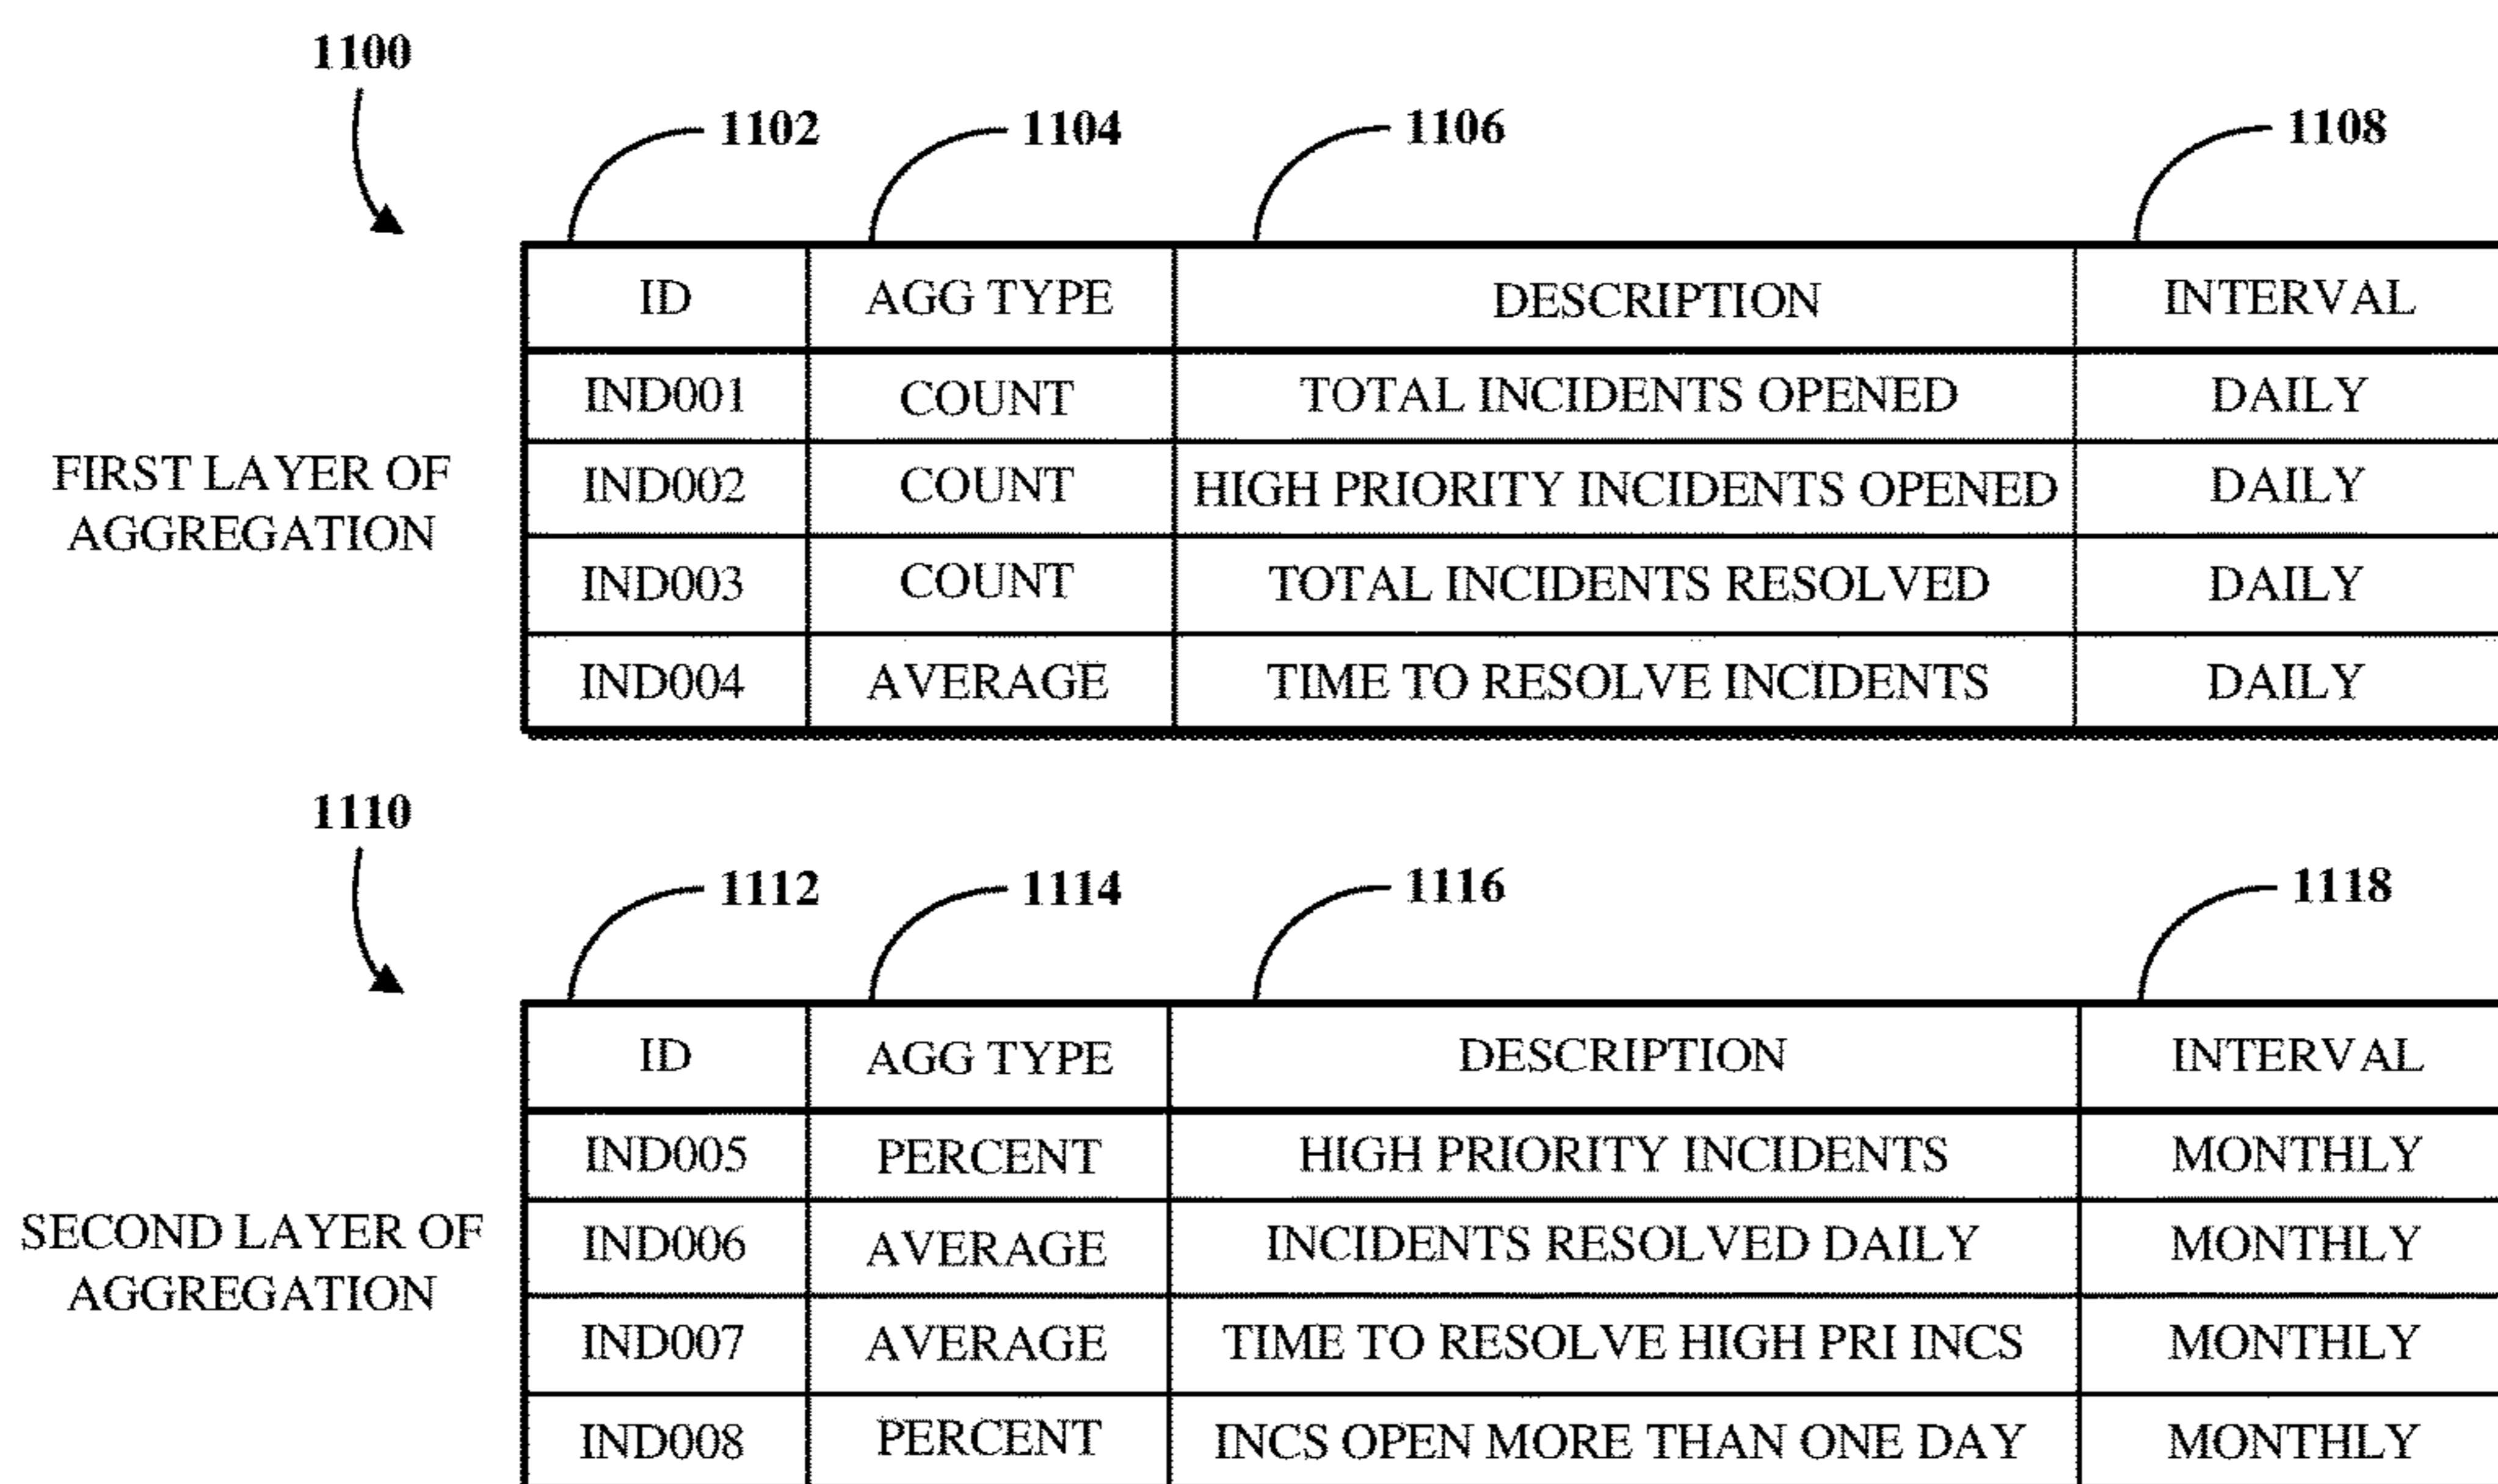 1100
1102 1104 1106 1108
ID AGG TYPE DESCRIPTION INTERVAL
IND001 COUNT TOTAL INCIDENTS OPENED DAILY
FIRST LAYER OF
AGGREGATION
IND002 COUNT HIGH PRIORITY INCIDENTS OPENED DAILY
IND003 COUNT TOTAL INCIDENTS RESOLVED DAILY
IND004 AVERAGE TIME TO RESOLVE INCIDENTS DAILY
1110
1112 1114 1116 1118
ID AGG TYPE DESCRIPTION INTERVAL
IND005 PERCENT HIGH PRIORITY INCIDENTS MONTHLY
SECOND LAYER OF
AGGREGATION
IND006 AVERAGE INCIDENTS RESOLVED DAILY MONTHLY
IND007 AVERAGE TIME TO RESOLVE HIGH PRI INCS MONTHLY
IND008 PERCENT INCS OPEN MORE THAN ONE DAY MONTHLY